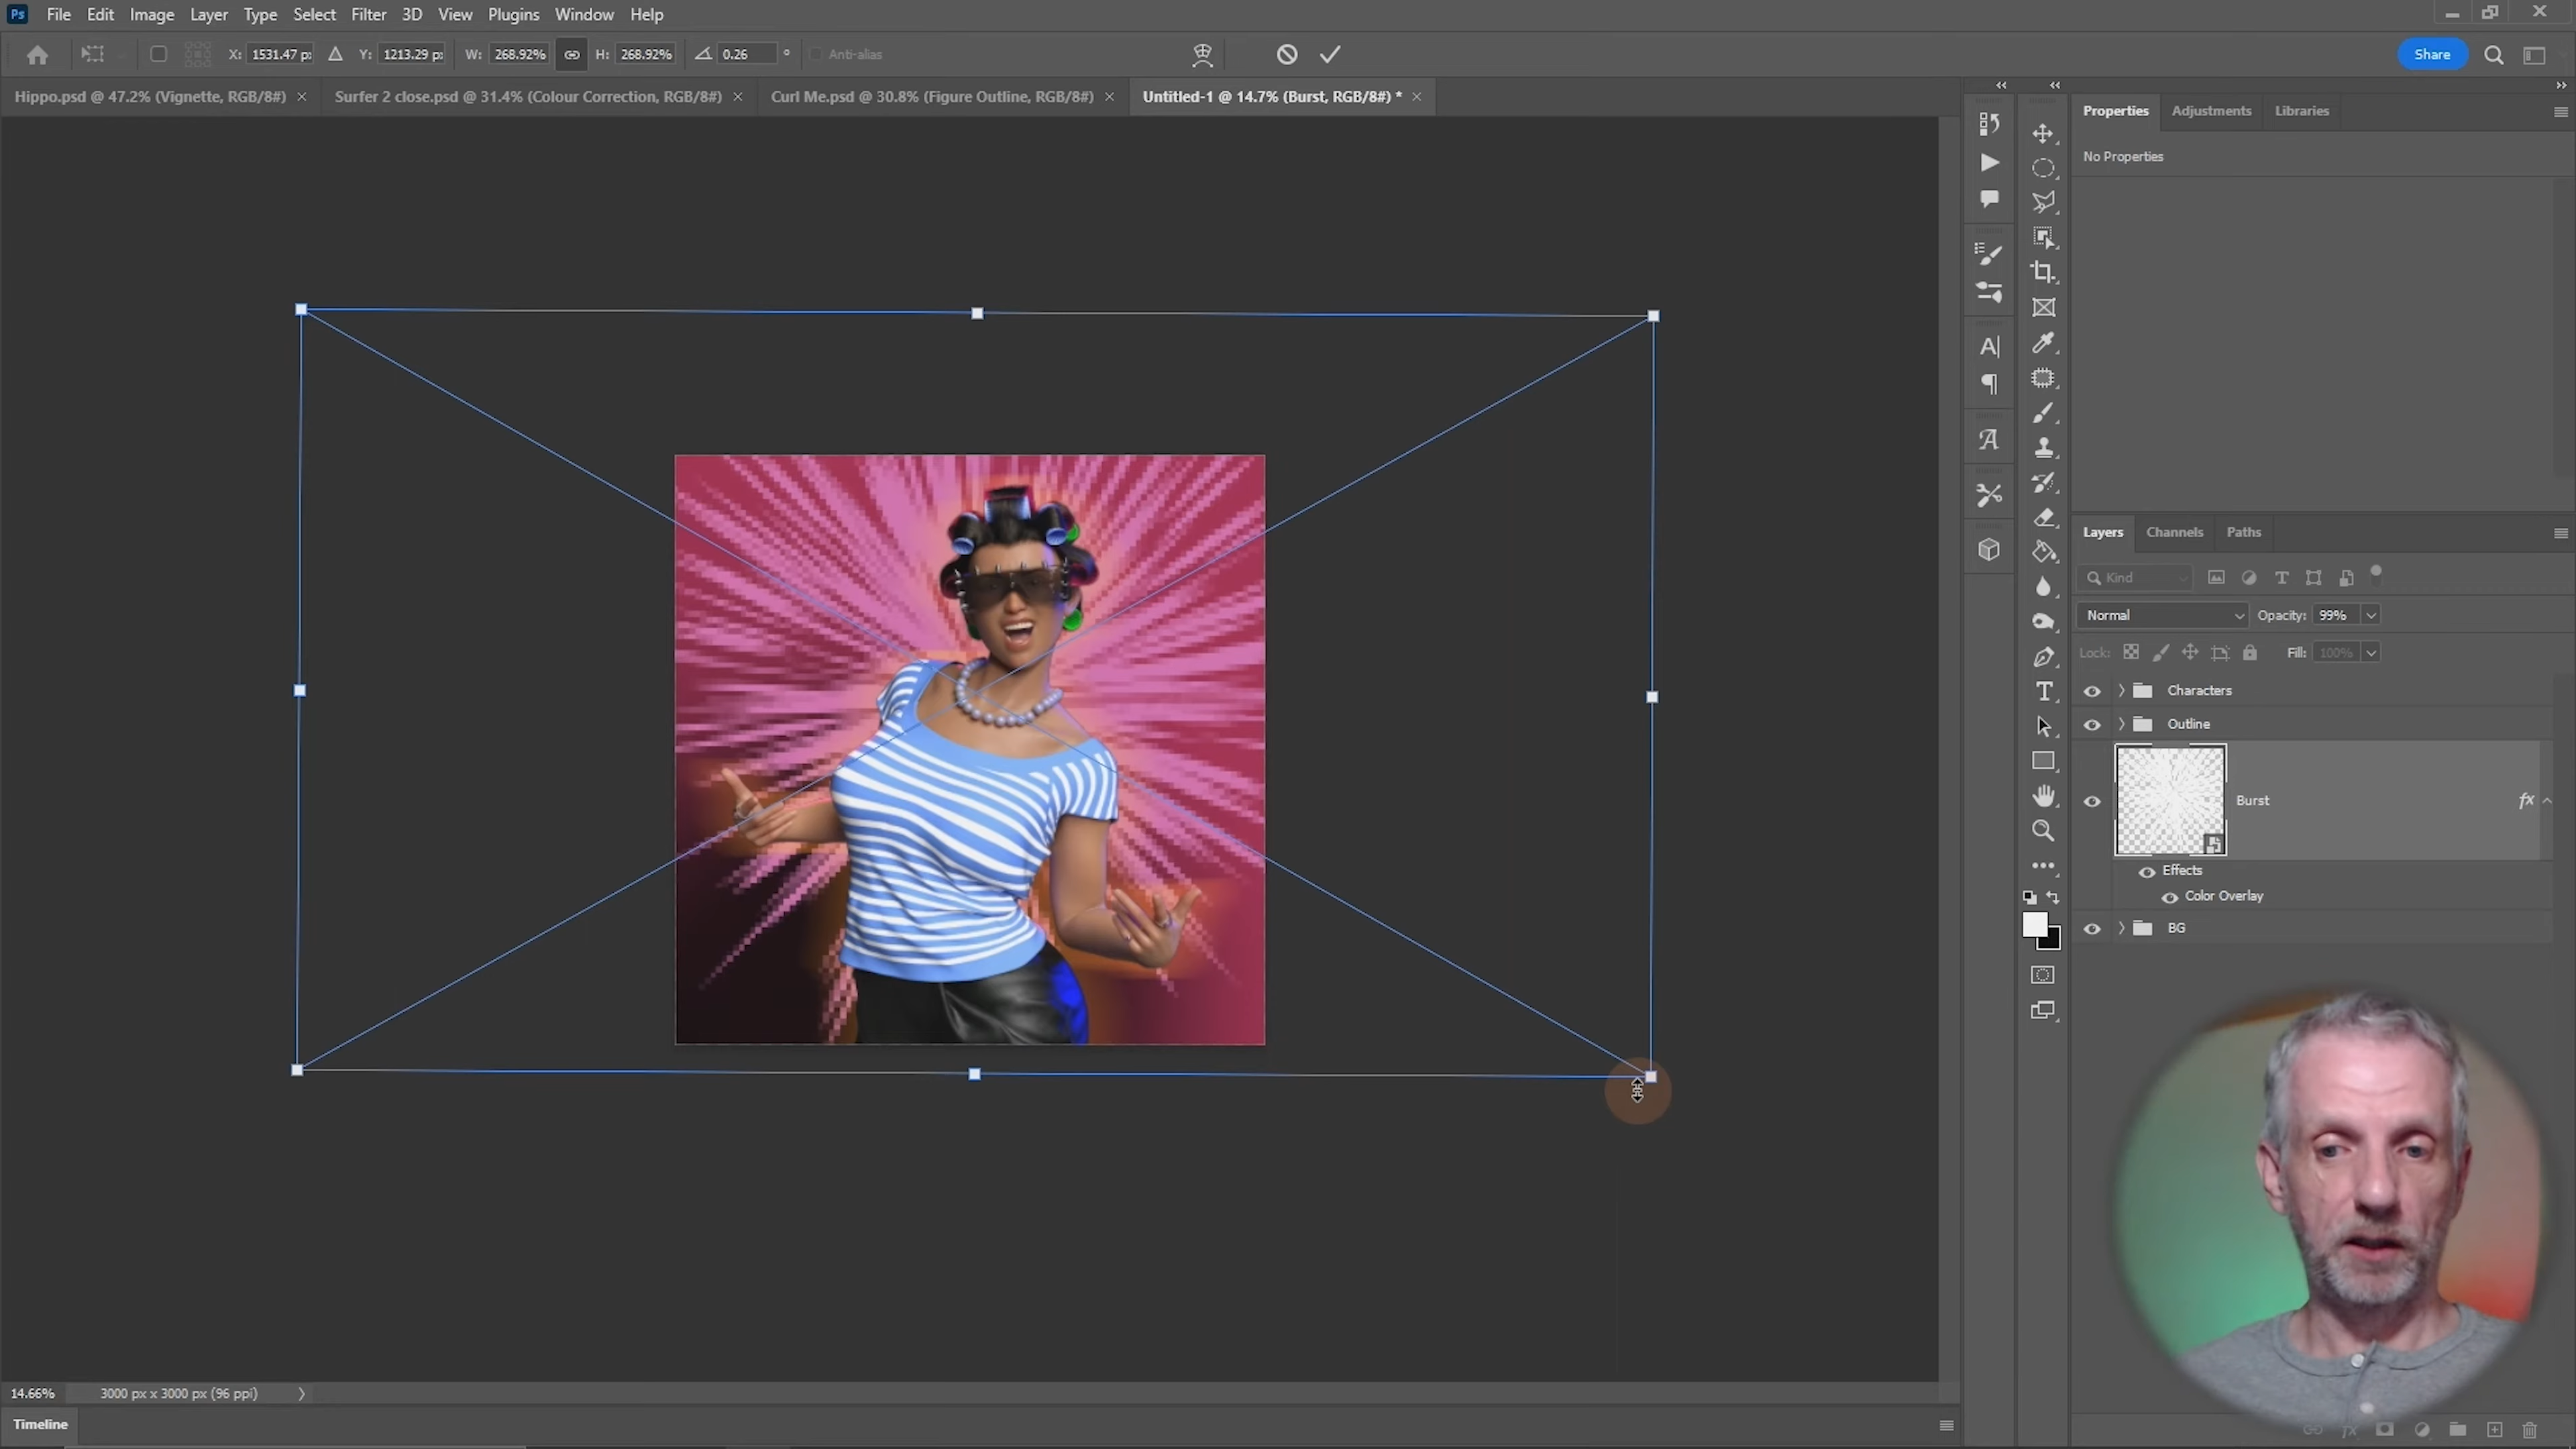 Ps File Edit Image Layer Type Select Filter 3D View Plugins Windows Help
X: 1531.47 p: Y: 1213.29 p: W: 268.92% H: 268.92% 0.26 ° Anti-alias Share
Hippo.psd @ 47.2% (Vignette, RGB/8#) × Surfer 2 close.psd @ 31.4% (Colour Correction, RGB/8#) × Curl Me.psd @ 30.8% (Figure Outline, RGB/8#) × Untitled-1 @ 14.7% (Burst, RGB/8#) * ×
Properties Adjustments Libraries
No Properties
Layers Channels Paths
Kind
Normal Opacity: 99%
Lock: Fill: 100%
Characters
Outline
Burst fx
Effects
Color Overlay
BG
14.66% 3000 px x 3000 px (96 ppi)
Timeline